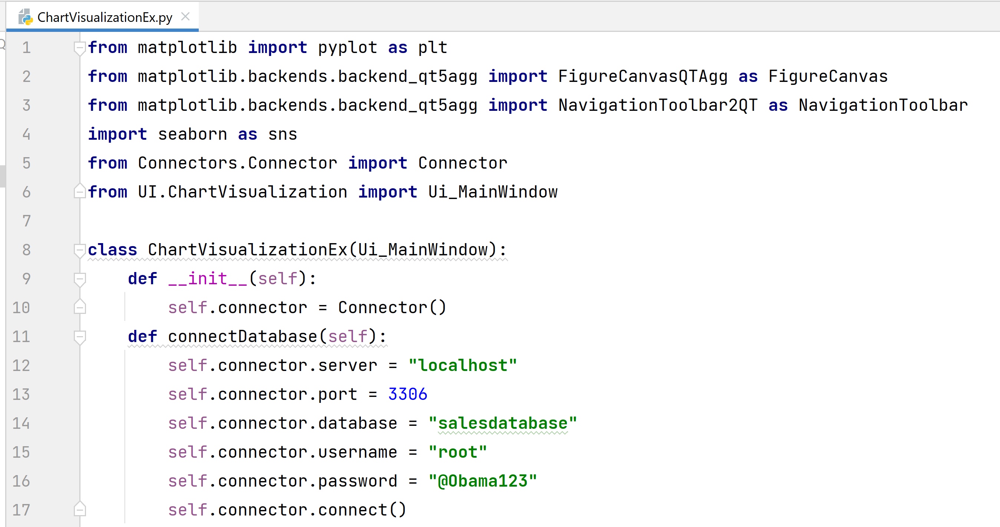 ChartVisualizationEx.py
1 from matplotlib import pyplot as plt
2 from matplotlib.backends.backend_qt5agg import FigureCanvasQTAgg as FigureCanvas
3 from matplotlib.backends.backend_qt5agg import NavigationToolbar2QT as NavigationToolbar
4 import seaborn as sns
5 from Connectors.Connector import Connector
6 from UI.ChartVisualization import Ui_MainWindow
7
8 class ChartVisualizationEx(Ui_MainWindow):
9     def __init__(self):
10         self.connector = Connector()
11     def connectDatabase(self):
12         self.connector.server = "localhost"
13         self.connector.port = 3306
14         self.connector.database = "salesdatabase"
15         self.connector.username = "root"
16         self.connector.password = "@Obama123"
17         self.connector.connect()